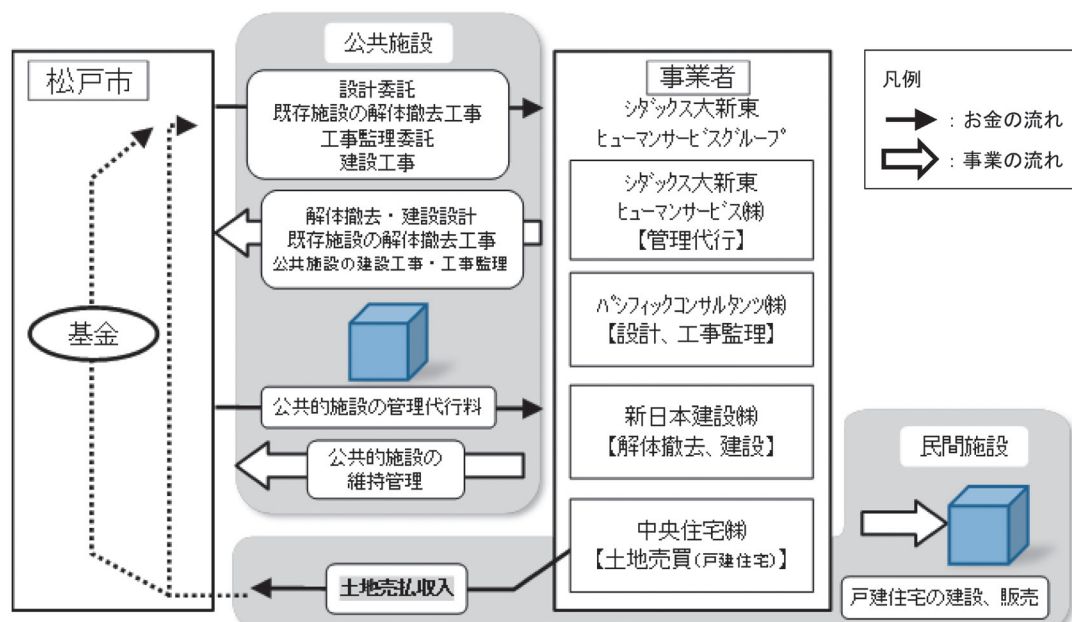 公共施設
松戸市
設計委託
既存施設の解体撤去工事
工事監理委託
建設工事
解体撤去・建設設計
既存施設の解体撤去工事
公共施設の建設工事・工事監理
基金
公共的施設の管理代行料
公共的施設の
維持管理
土地売払収入
事業者
シダックス大新東
ヒューマンサービスグループ
シダックス大新東
ヒューマンサービス㈱
【管理代行】
パシフィックコンサルタンツ㈱
【設計、工事監理】
新日本建設㈱
【解体撤去、建設】
中央住宅㈱
【土地売買(戸建住宅)】
凡例
：お金の流れ
：事業の流れ
民間施設
戸建住宅の建設、販売